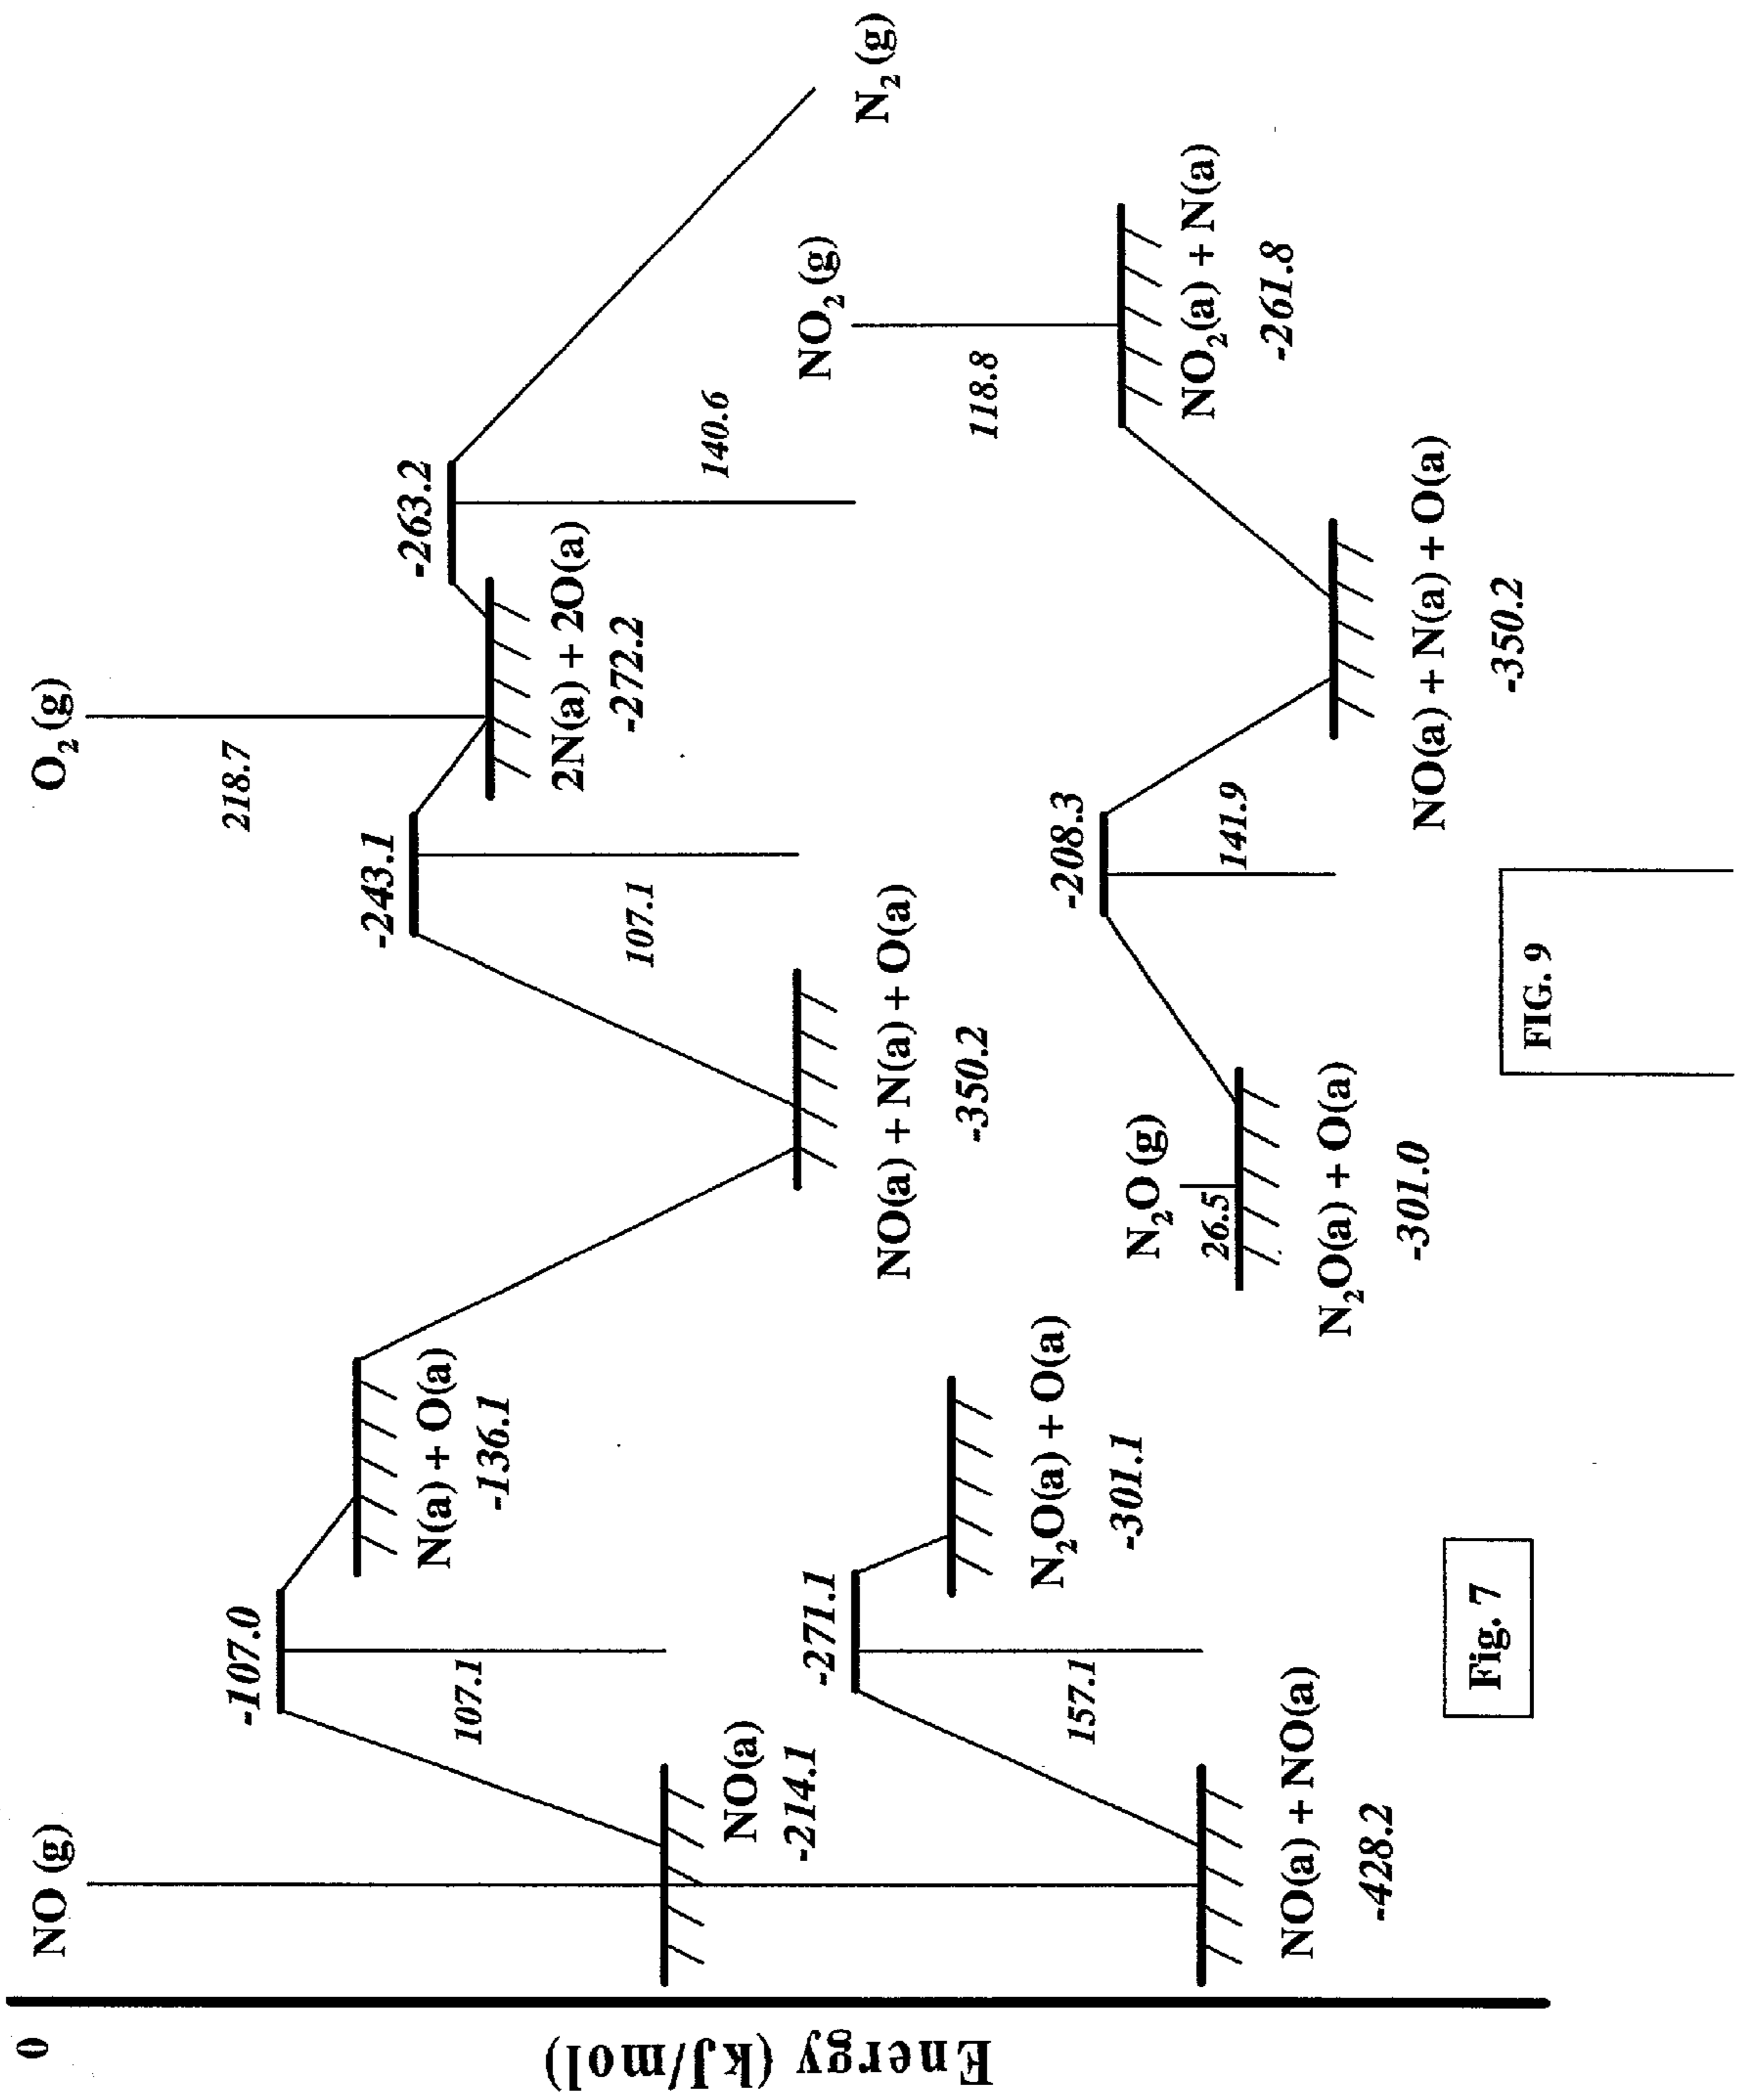 0
Energy (kJ/mol)
NO (g)
-107.0
107.1
NO(a)
-214.1
N(a) + O(a)
-136.1
NO(a) + N(a) + O(a)
-350.2
-243.1
107.1
O₂ (g)
218.7
2N(a) + 2O(a)
-272.2
-263.2
140.6
N₂ (g)
-271.1
157.1
NO(a) + NO(a)
-428.2
N₂O(a) + O(a)
-301.1
N₂O (g)
26.5
N₂O(a) + O(a)
-301.0
-208.3
141.9
NO(a) + N(a) + O(a)
-350.2
NO₂ (g)
118.8
NO₂(a) + N(a)
-261.8
Fig. 7
FIG. 9